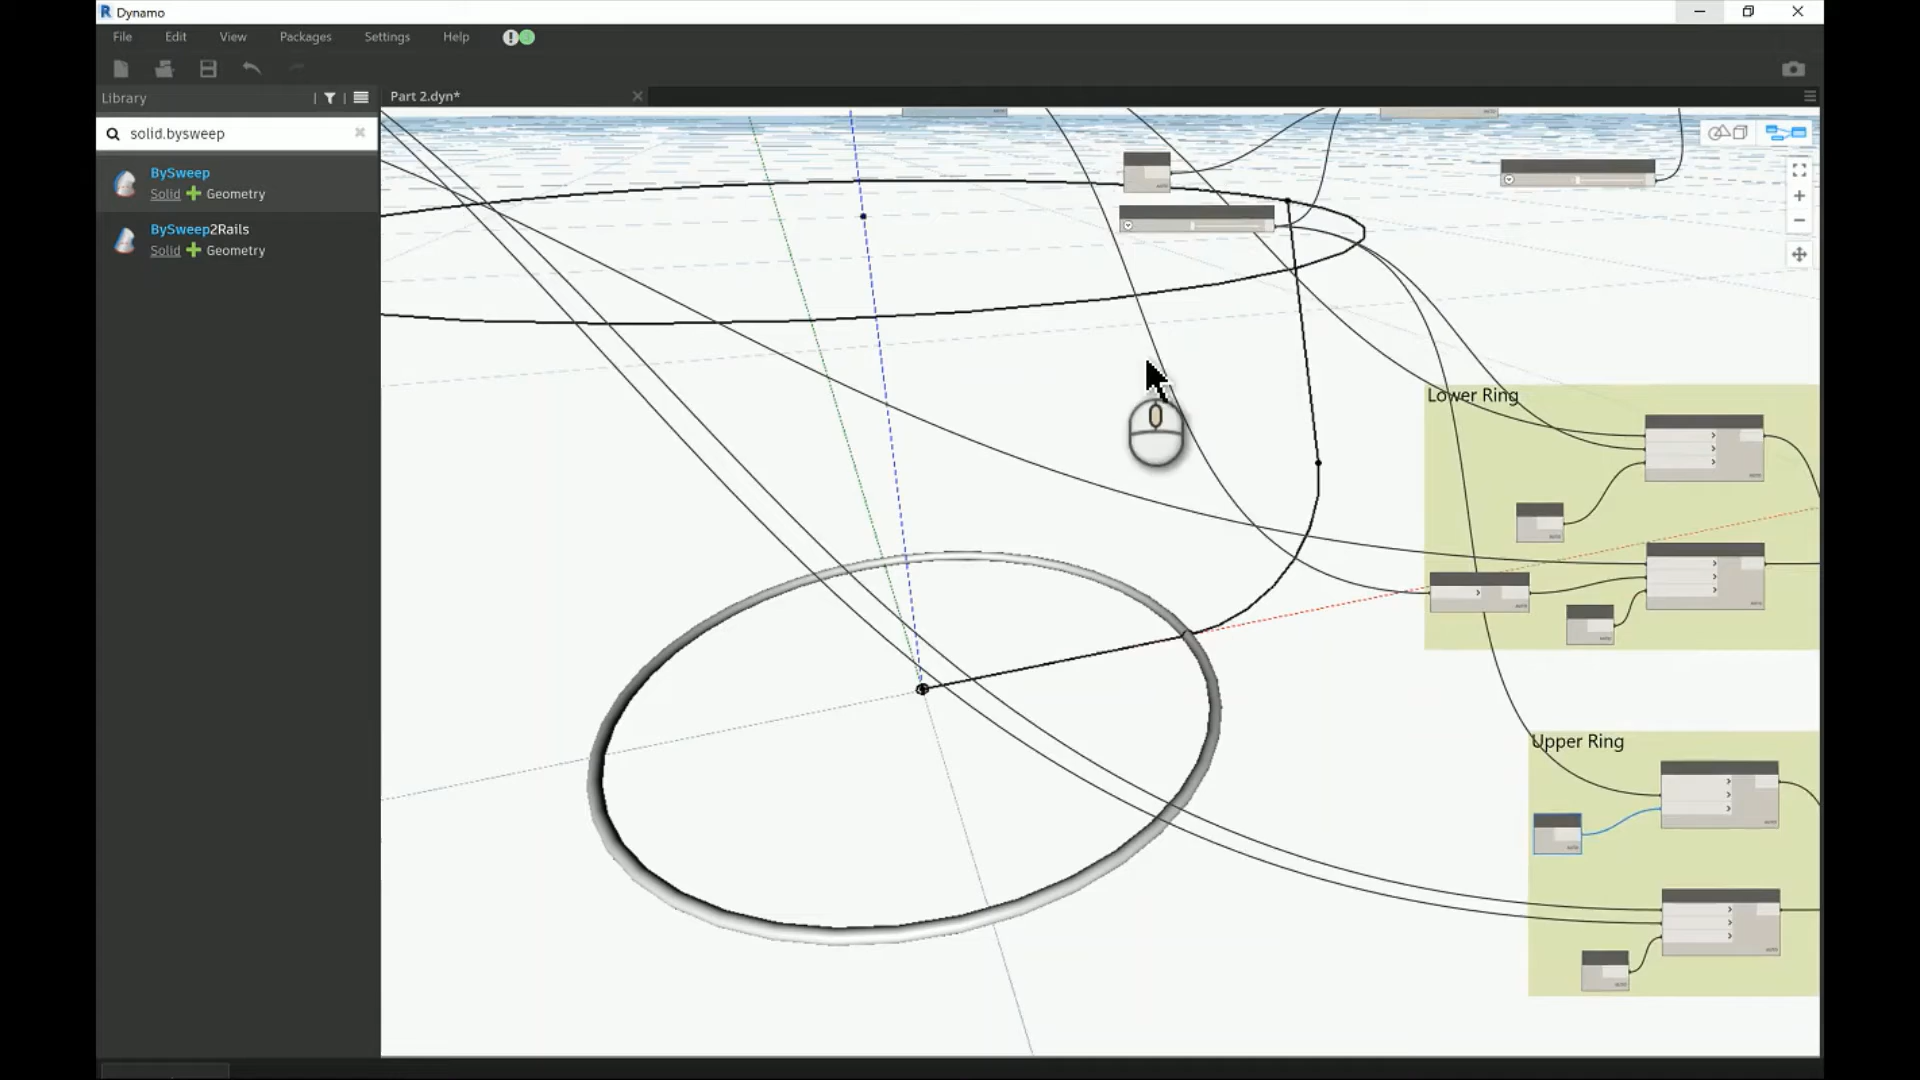 Dynamo
File Edit View Packages Settings Help
Library
Part 2.dyn*
solid.bysweep
BySweep
Solid Geometry
BySweep2Rails
Solid Geometry
Lower Ring
Upper Ring